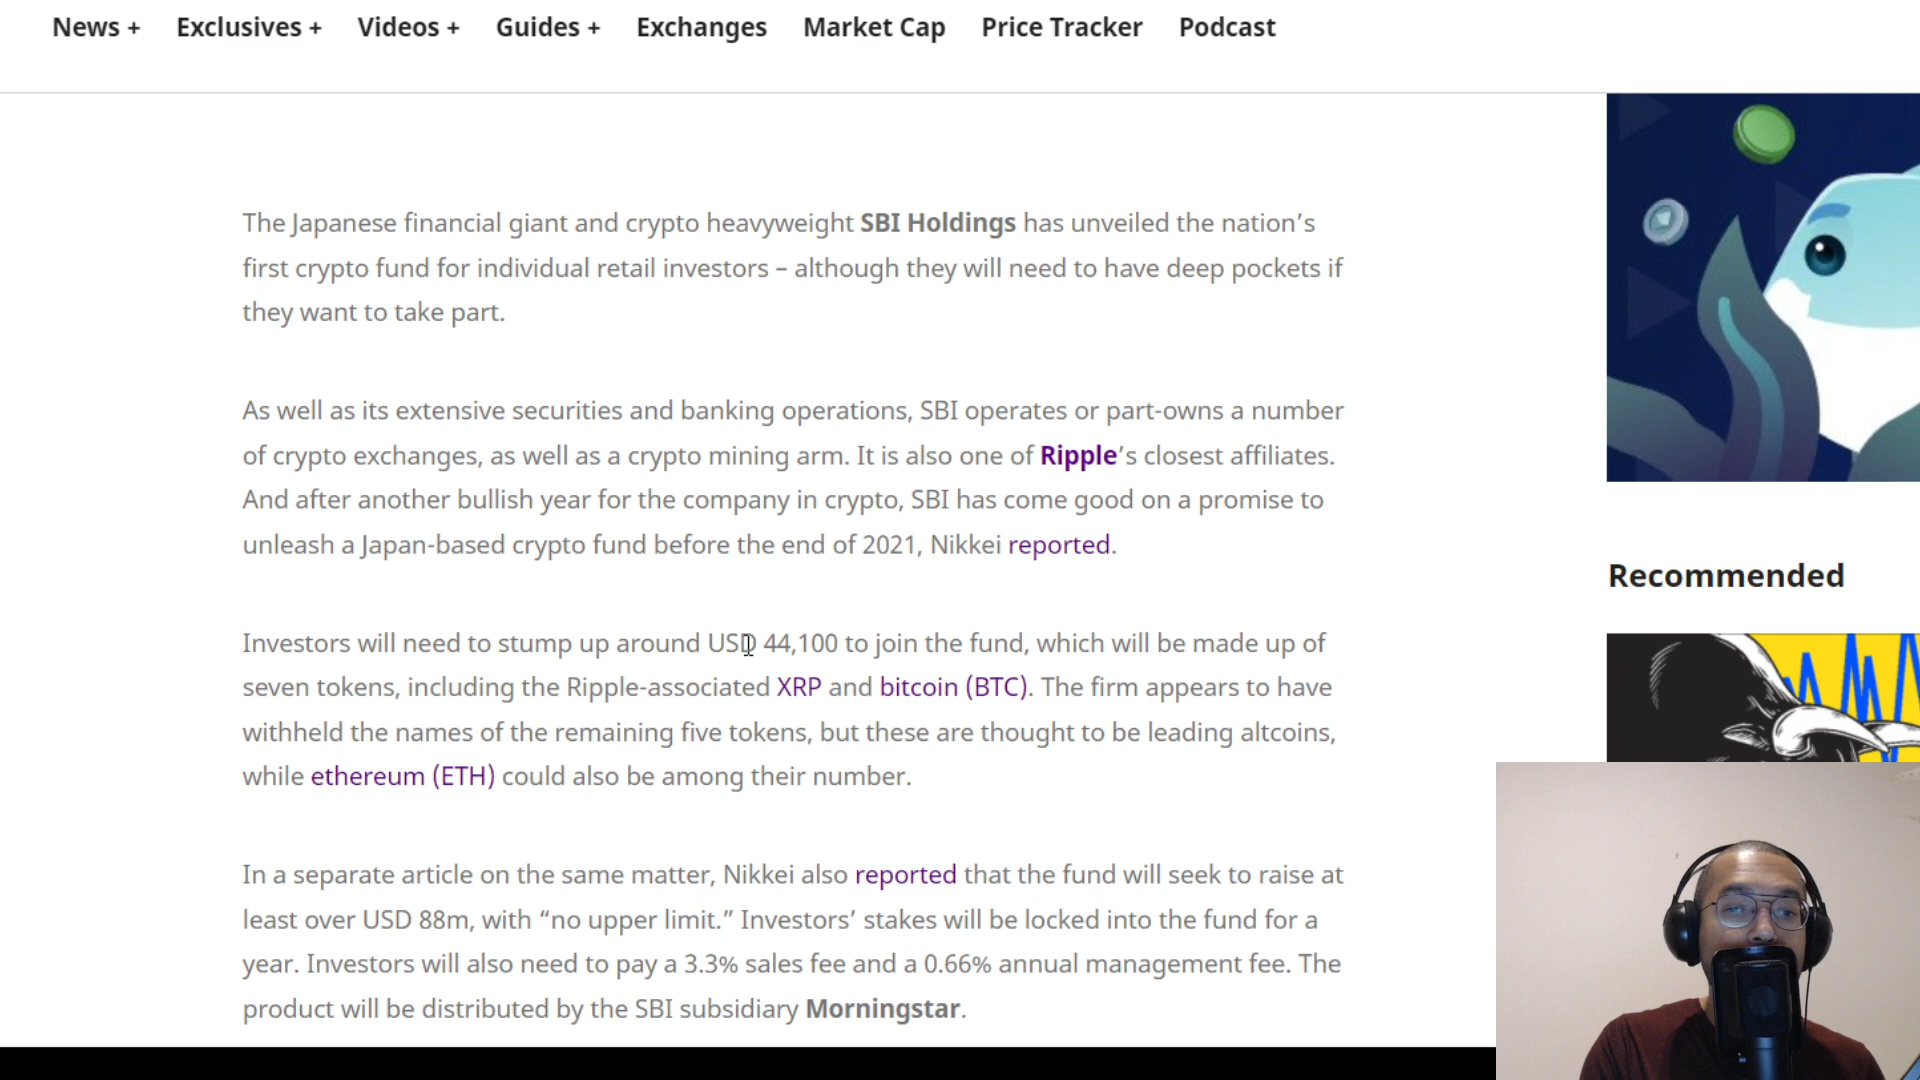 News + Exclusives + Videos + Guides + Exchanges Market Cap Price Tracker Podcast
The Japanese financial giant and crypto heavyweight SBI Holdings has unveiled the nation’s
first crypto fund for individual retail investors – although they will need to have deep pockets if
they want to take part.
As well as its extensive securities and banking operations, SBI operates or part-owns a number
of crypto exchanges, as well as a crypto mining arm. It is also one of Ripple’s closest affiliates.
And after another bullish year for the company in crypto, SBI has come good on a promise to
unleash a Japan-based crypto fund before the end of 2021, Nikkei reported.
Investors will need to stump up around USD 44,100 to join the fund, which will be made up of
seven tokens, including the Ripple-associated XRP and bitcoin (BTC). The firm appears to have
withheld the names of the remaining five tokens, but these are thought to be leading altcoins,
while ethereum (ETH) could also be among their number.
In a separate article on the same matter, Nikkei also reported that the fund will seek to raise at
least over USD 88m, with “no upper limit.” Investors’ stakes will be locked into the fund for a
year. Investors will also need to pay a 3.3% sales fee and a 0.66% annual management fee. The
product will be distributed by the SBI subsidiary Morningstar.
Recommended